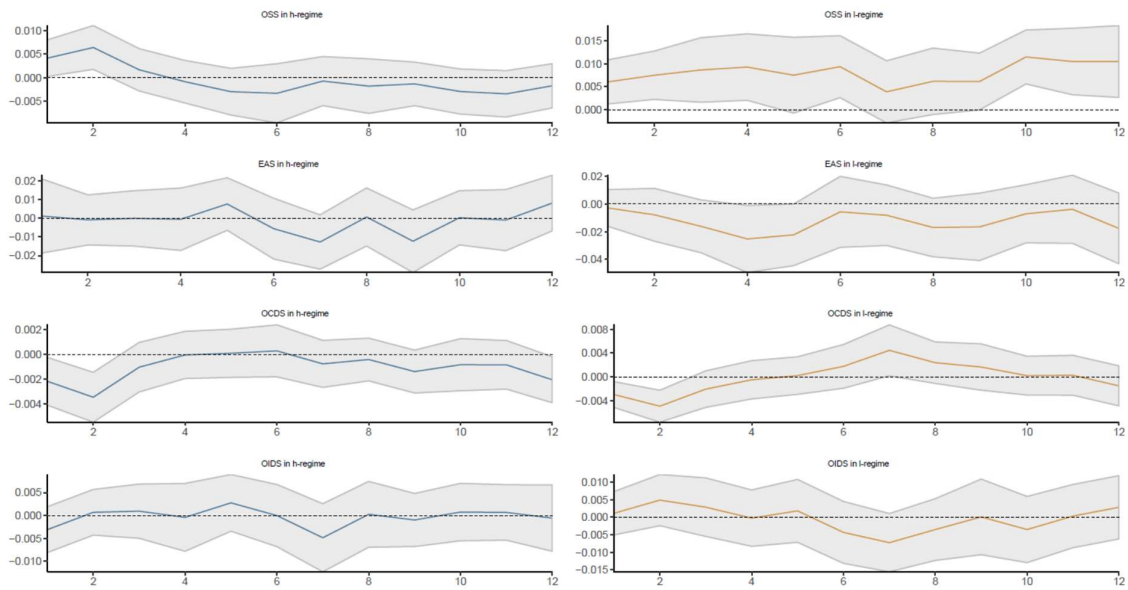 OSS in h-regime
0.010
0.005
0.000
−0.005
2 4 6 8 10 12
OSS in l-regime
0.015
0.010
0.005
0.000
2 4 6 8 10 12
EAS in h-regime
0.02
0.01
0.00
−0.01
−0.02
2 4 6 8 10 12
EAS in l-regime
0.02
0.00
−0.02
−0.04
2 4 6 8 10 12
OCDS in h-regime
0.002
0.000
−0.002
−0.004
2 4 6 8 10 12
OCDS in l-regime
0.008
0.004
0.000
−0.004
2 4 6 8 10 12
OIDS in h-regime
0.005
0.000
−0.005
−0.010
2 4 6 8 10 12
OIDS in l-regime
0.010
0.005
0.000
−0.005
−0.010
−0.015
2 4 6 8 10 12